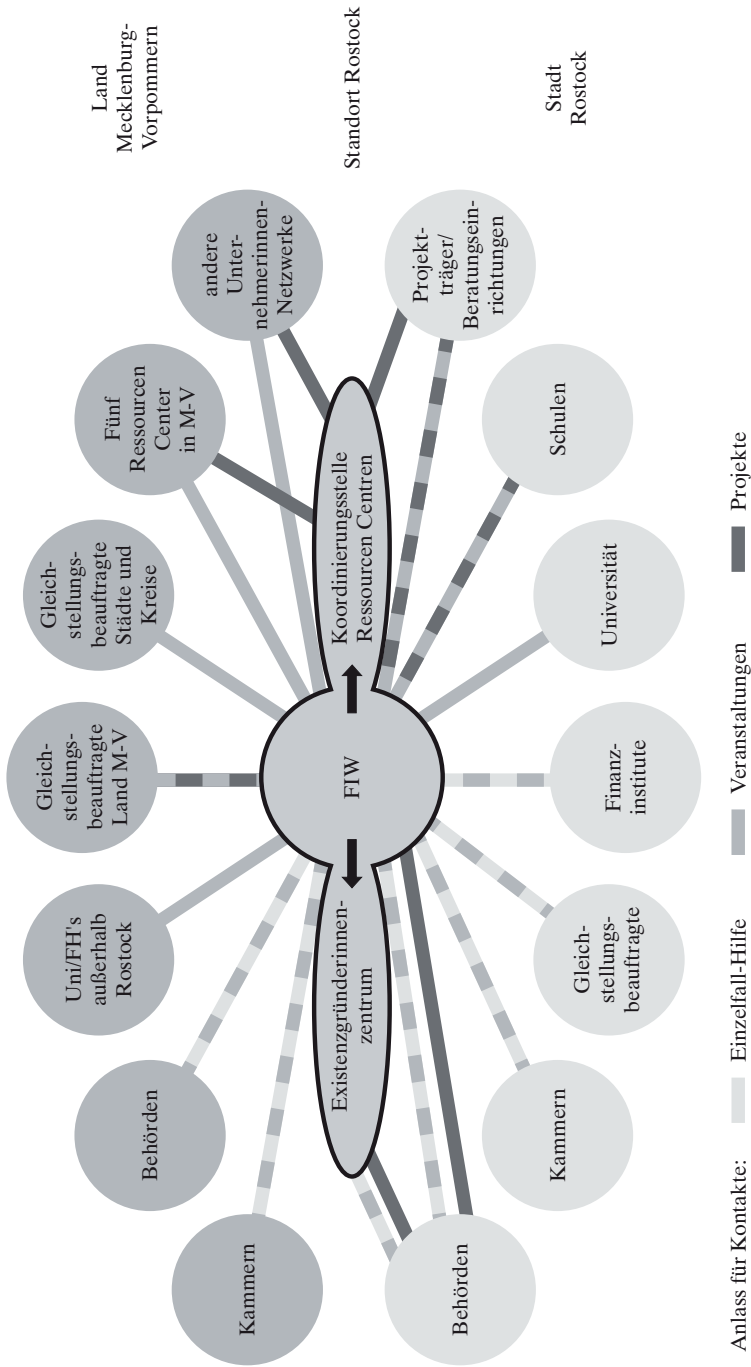 Kammern
Behörden
Uni/FH's
außerhalb
Rostock
Gleich-
stellungs-
beauftragte
Land M-V
Gleich-
stellungs-
beauftragte
Städte und
Kreise
Fünf
Ressourcen
Center
in M-V
andere
Unter-
nehmerinnen-
Netzwerke
Land
Mecklenburg-
Vorpommern
Existenzgründerinnen-
zentrum
FIW
Koordinierungsstelle
Ressourcen Centren
Standort Rostock
Behörden
Kammern
Gleich-
stellungs-
beauftragte
Finanz-
institute
Universität
Schulen
Projekt-
träger/
Beratungsein-
richtungen
Stadt
Rostock
Anlass für Kontakte: Einzelfall-Hilfe Veranstaltungen Projekte